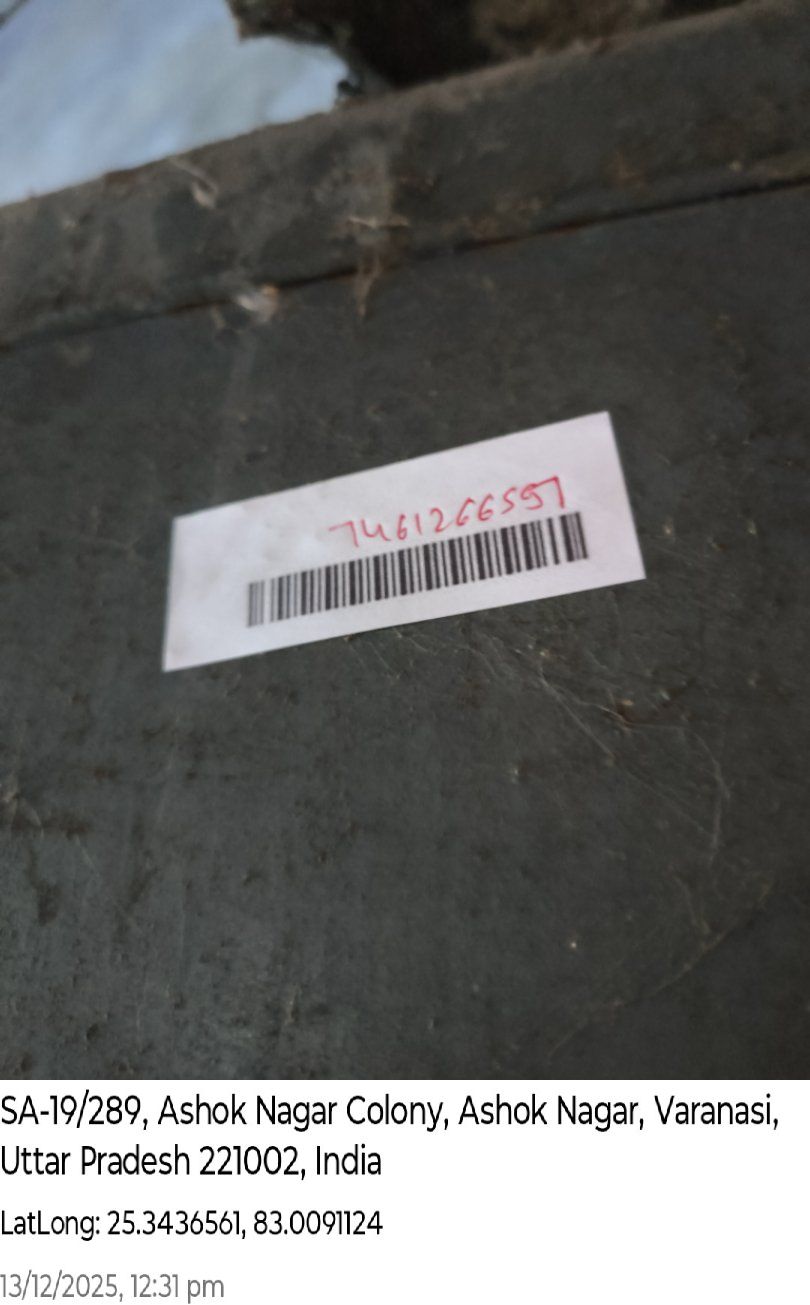 7461266597
SA-19/289, Ashok Nagar Colony, Ashok Nagar, Varanasi,
Uttar Pradesh 221002, India
LatLong: 25.3436561, 83.0091124
13/12/2025, 12:31 pm